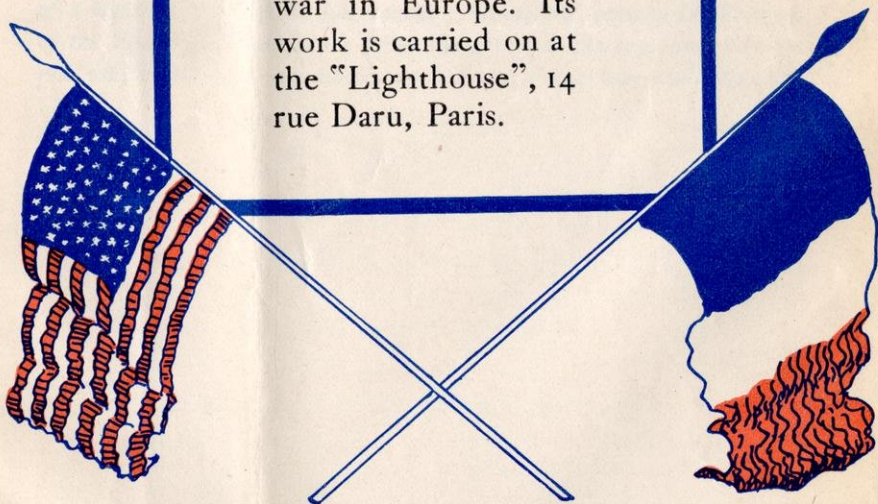 war in Europe. Its
work is carried on at
the "Lighthouse", 14
rue Daru, Paris.